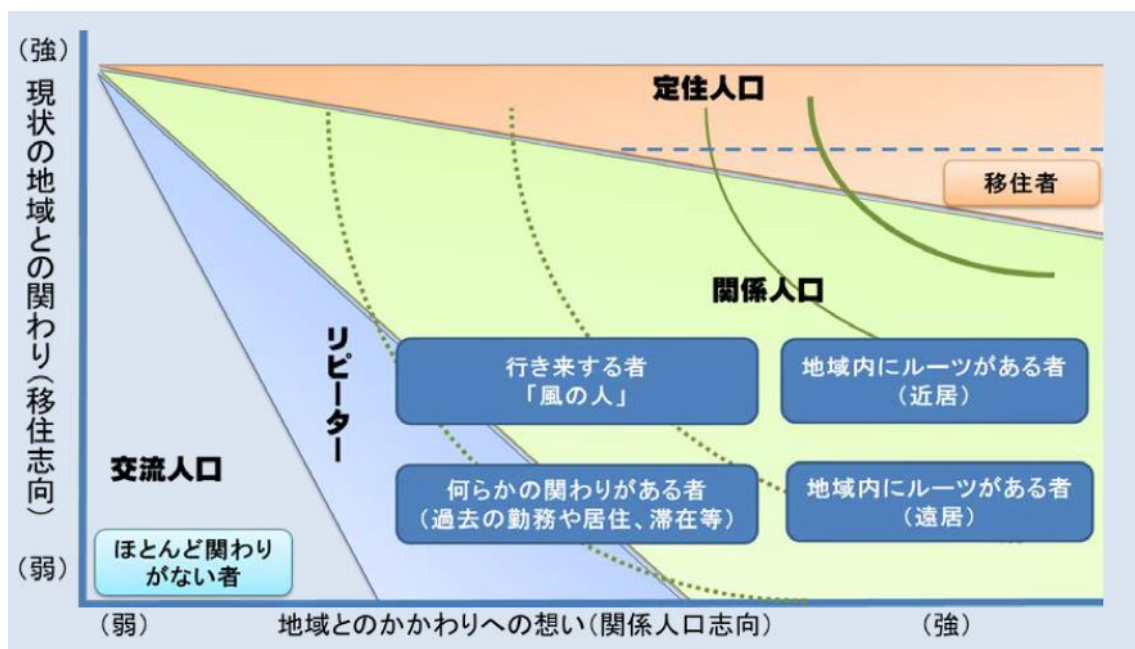 （強）
現状の地域との関わり（移住志向）
（弱）
定住人口
移住者
関係人口
リピーター
行き来する者
「風の人」
地域内にルーツがある者
（近居）
交流人口
何らかの関わりがある者
（過去の勤務や居住、滞在等）
地域内にルーツがある者
（遠居）
ほとんど関わり
がない者
（弱）
地域とのかかわりへの想い（関係人口志向）
（強）